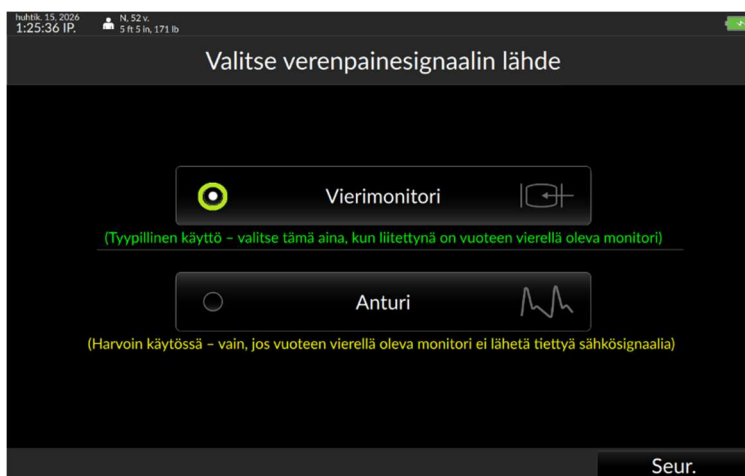 huhtik. 15, 2026
1:25:36 IP.
N, 52 v.
5 ft 5 in, 171 lb
Valitse verenpainesignaalin lähde
Vierimonitori
(Tyypillinen käyttö – valitse tämä aina, kun liitettynä on vuoteen vierellä oleva monitori)
Anturi
(Harvoin käytössä – vain, jos vuoteen vierellä oleva monitori ei lähetä tiettyä sähkösignaalia)
Seur.